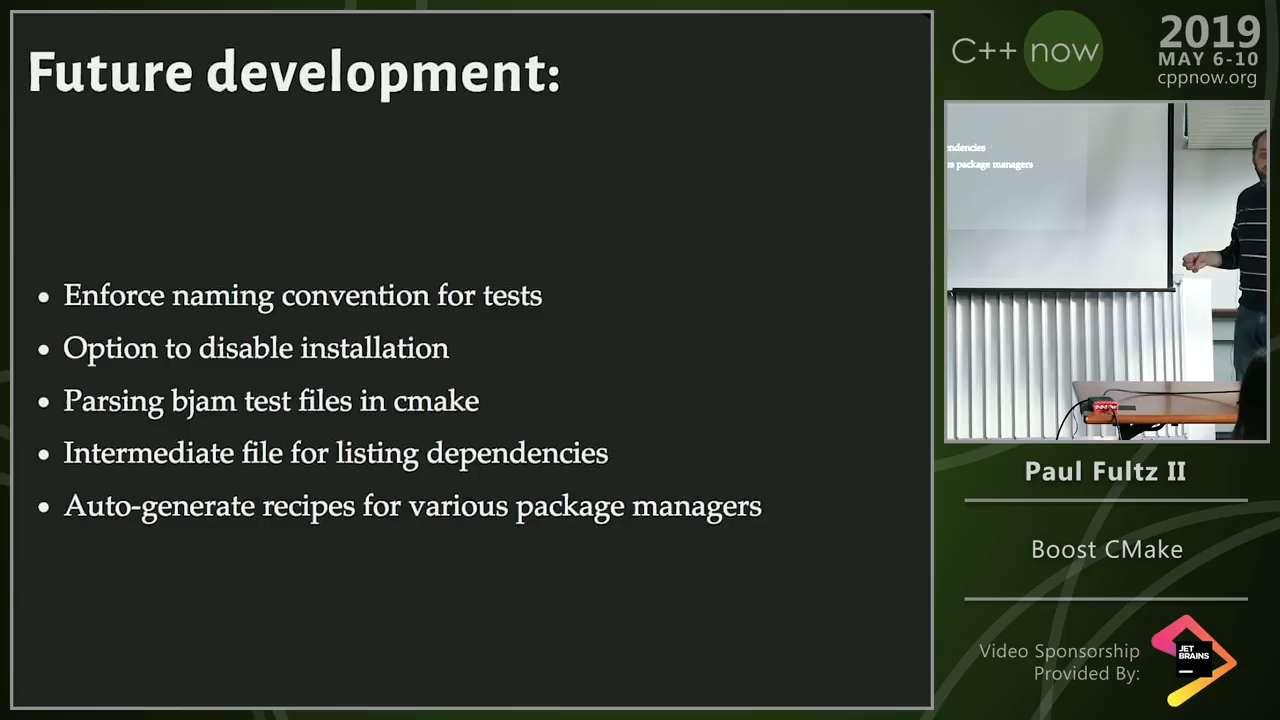 Future development:
Enforce naming convention for tests
Option to disable installation
Parsing bjam test files in cmake
Intermediate file for listing dependencies
Auto-generate recipes for various package managers
C++ now
2019
MAY 6-10
cppnow.org
endencies
us package managers
Paul Fultz II
Boost CMake
Video Sponsorship
Provided By:
JET
BRAINS